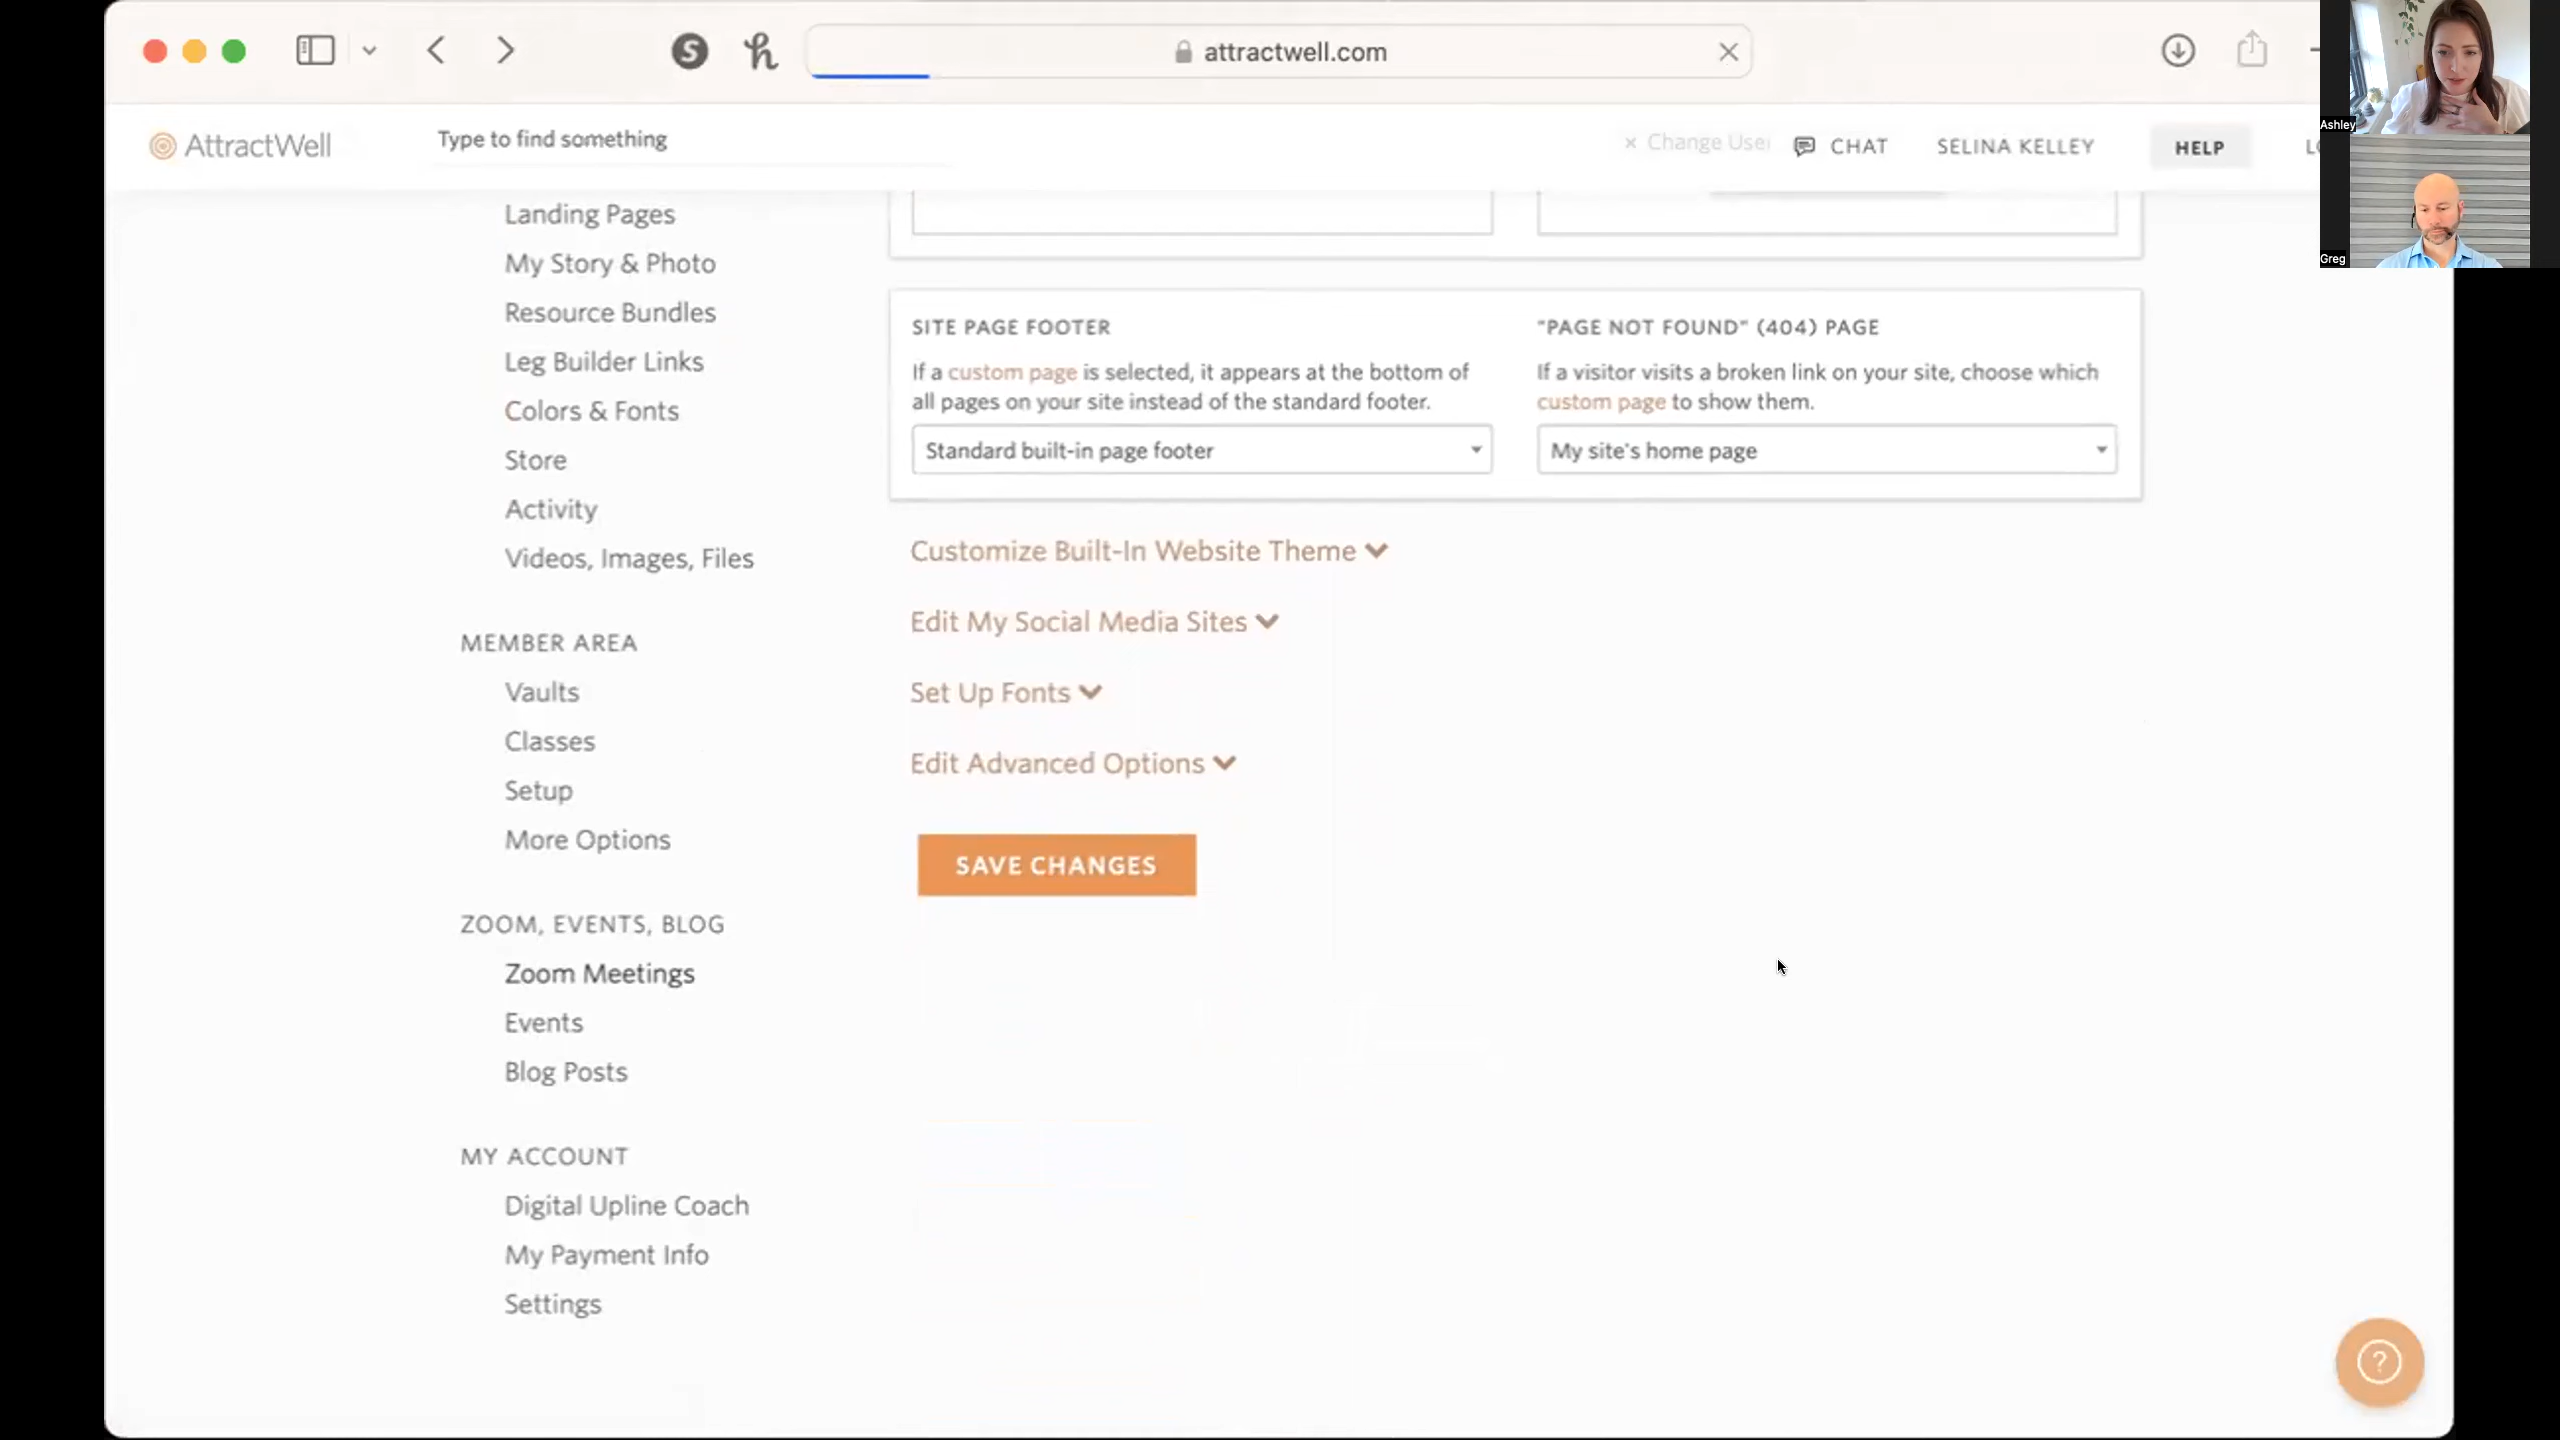 attractwell.com
AttractWell
Type to find something
× Change User
CHAT
SELINA KELLEY
HELP
Ashley
Greg
Landing Pages
My Story & Photo
Resource Bundles
Leg Builder Links
Colors & Fonts
Store
Activity
Videos, Images, Files
MEMBER AREA
Vaults
Classes
Setup
More Options
ZOOM, EVENTS, BLOG
Zoom Meetings
Events
Blog Posts
MY ACCOUNT
Digital Upline Coach
My Payment Info
Settings
SITE PAGE FOOTER
If a custom page is selected, it appears at the bottom of
all pages on your site instead of the standard footer.
Standard built-in page footer
"PAGE NOT FOUND" (404) PAGE
If a visitor visits a broken link on your site, choose which
custom page to show them.
My site's home page
Customize Built-In Website Theme
Edit My Social Media Sites
Set Up Fonts
Edit Advanced Options
SAVE CHANGES